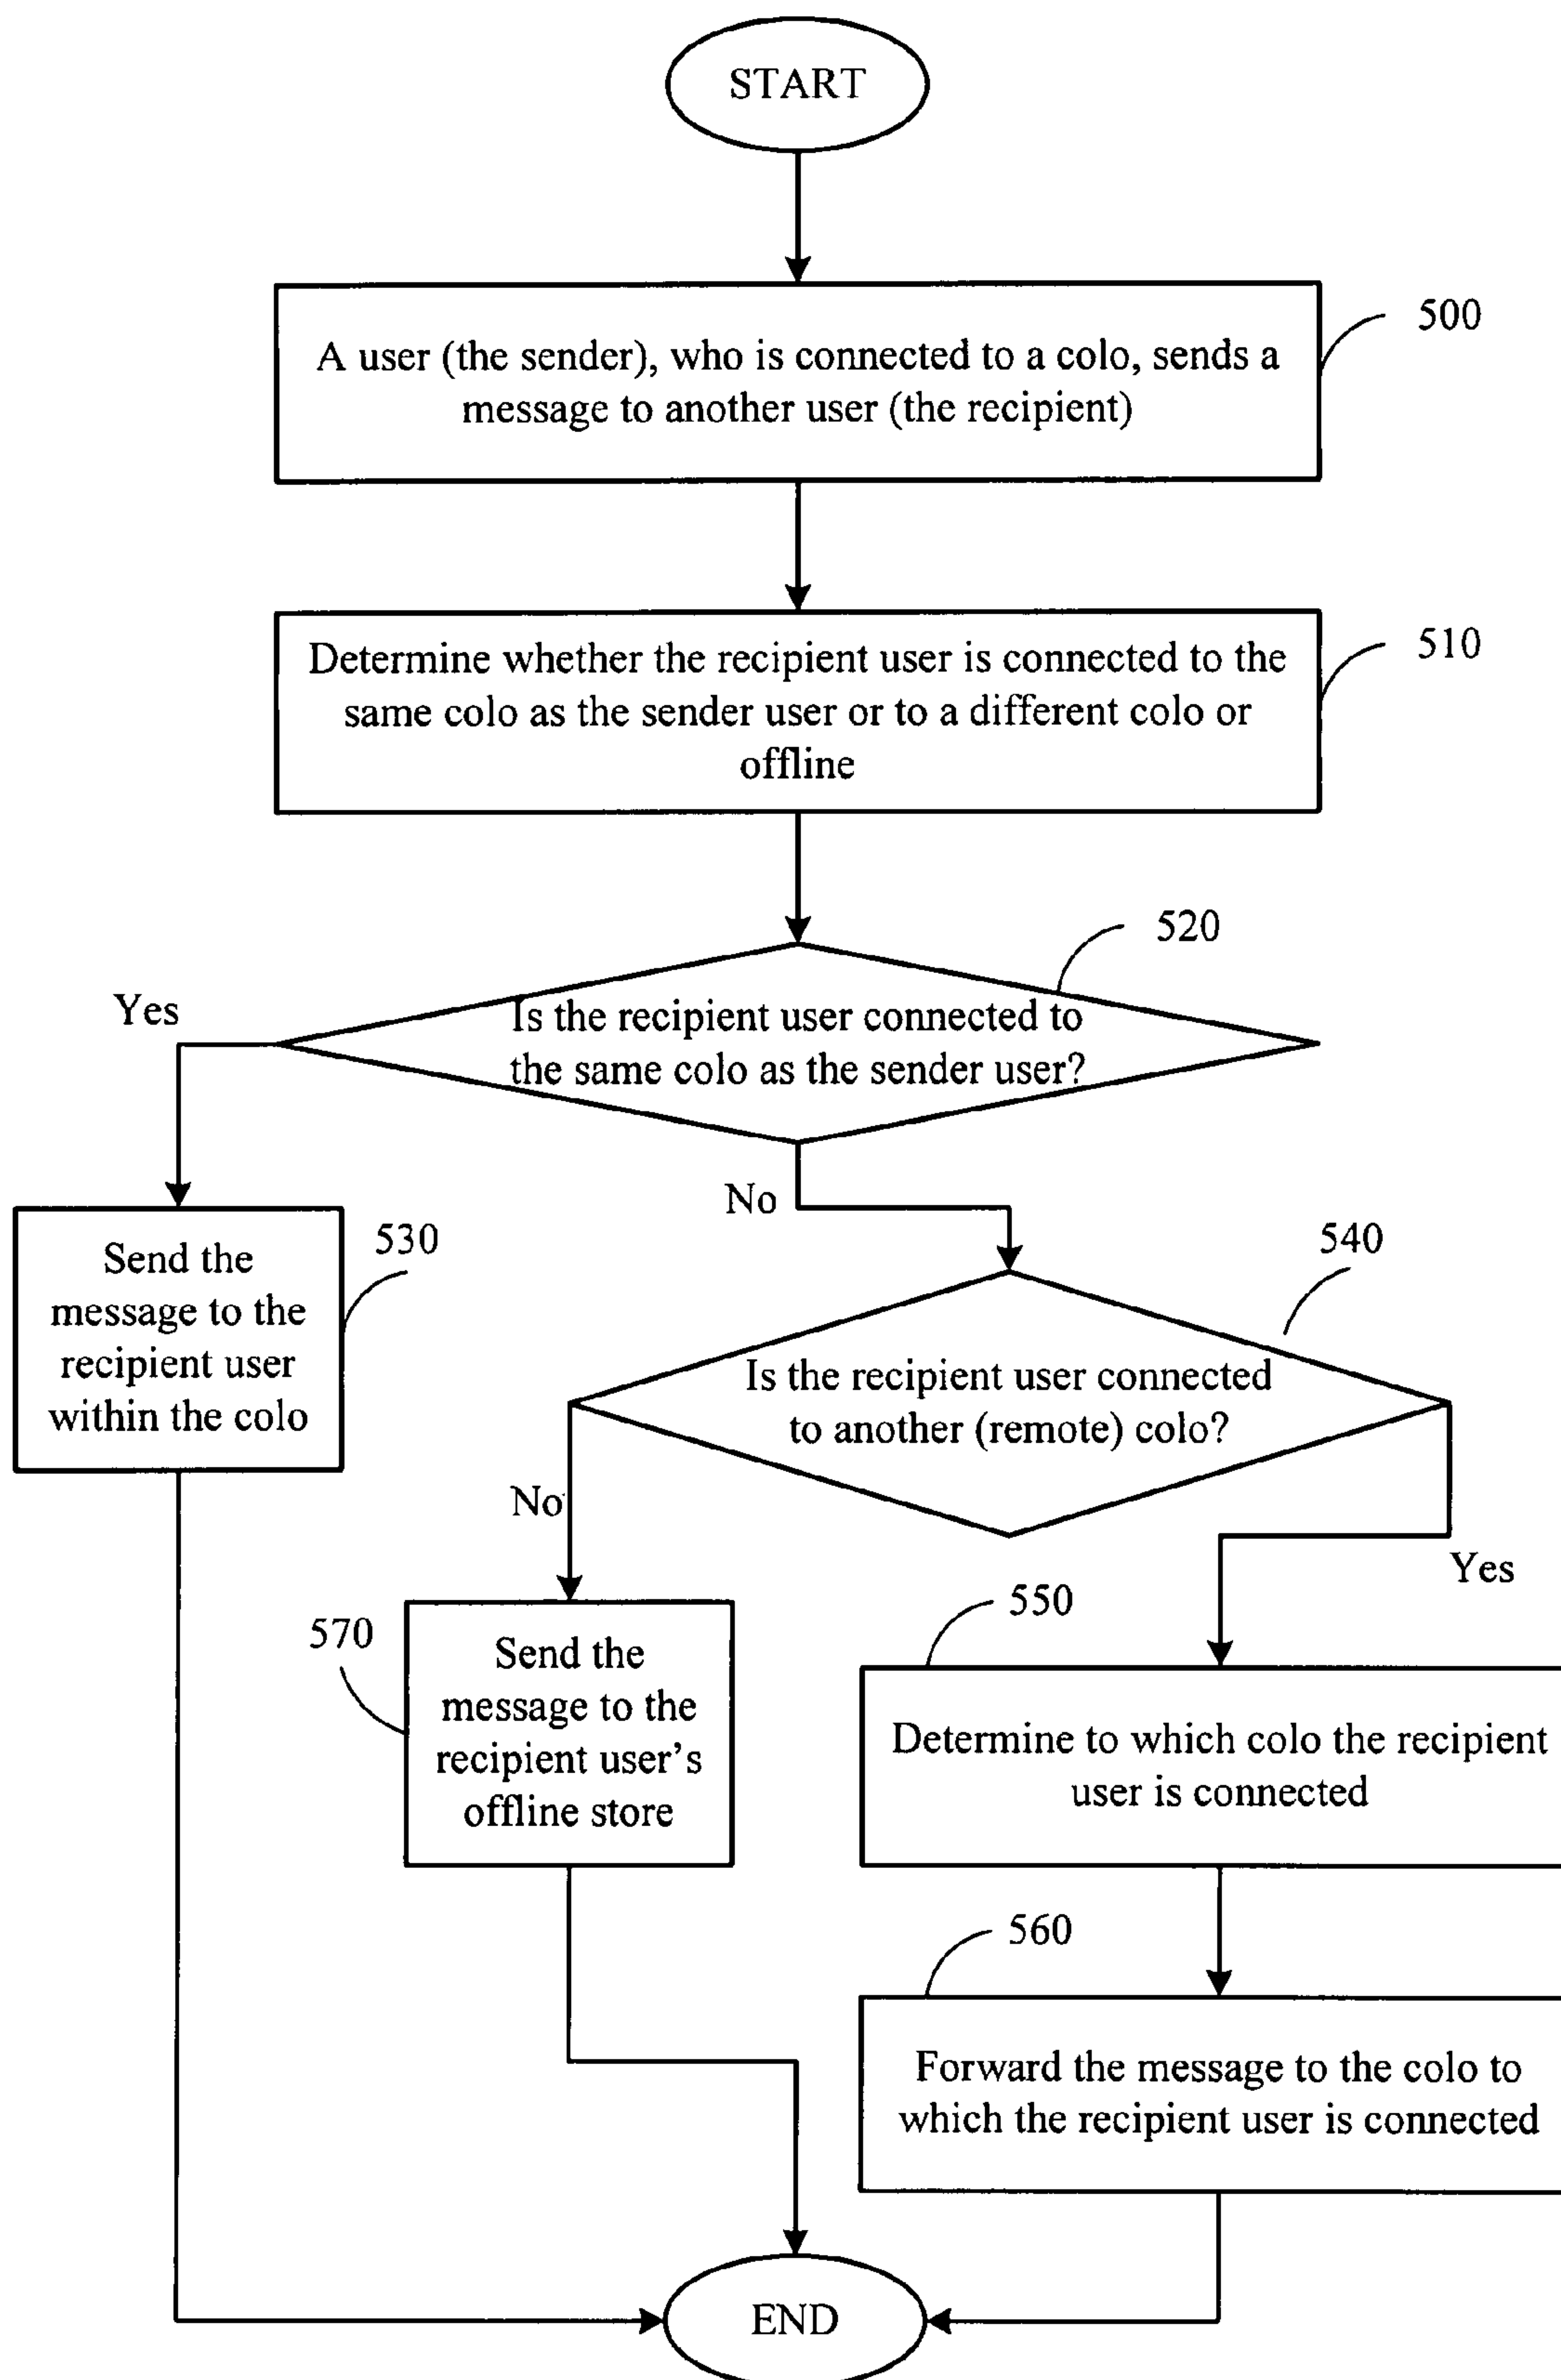 START
500
A user (the sender), who is connected to a colo, sends a
message to another user (the recipient)
510
Determine whether the recipient user is connected to the
same colo as the sender user or to a different colo or
offline
520
Is the recipient user connected to
the same colo as the sender user?
Yes
No
530
Send the
message to the
recipient user
within the colo
540
Is the recipient user connected
to another (remote) colo?
No
Yes
570
Send the
message to the
recipient user's
offline store
550
Determine to which colo the recipient
user is connected
560
Forward the message to the colo to
which the recipient user is connected
END